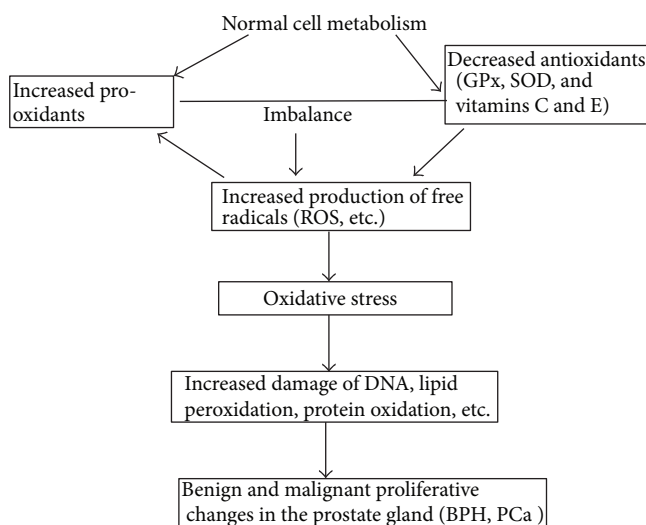 Normal cell metabolism
Increased pro-
oxidants
Decreased antioxidants
(GPx, SOD, and
vitamins C and E)
Imbalance
Increased production of free
radicals (ROS, etc.)
Oxidative stress
Increased damage of DNA, lipid
peroxidation, protein oxidation, etc.
Benign and malignant proliferative
changes in the prostate gland (BPH, PCa )